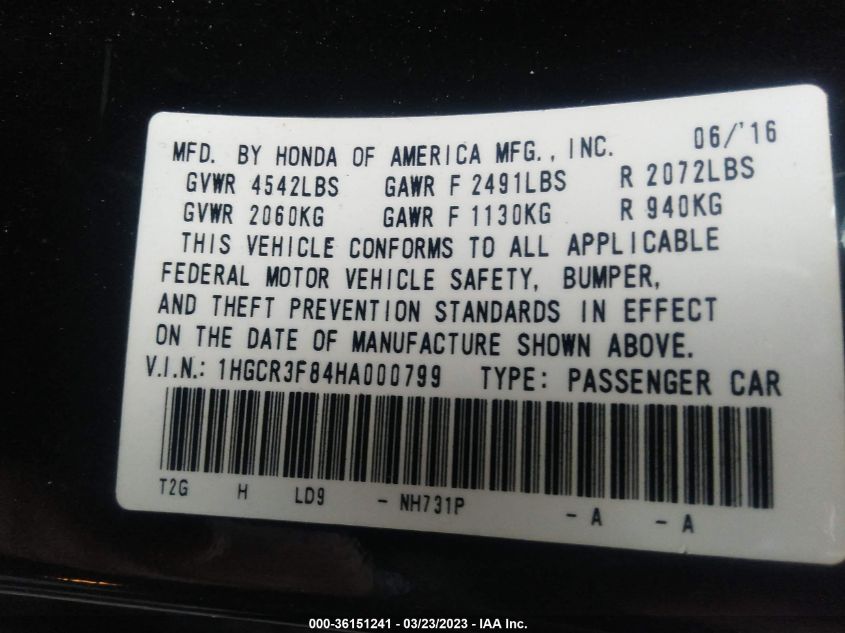 MFD. BY HONDA OF AMERICA MFG., INC. 06/'16
GVWR 4542LBS GAWR F 2491LBS R 2072LBS
GVWR 2060KG GAWR F 1130KG R 940KG
THIS VEHICLE CONFORMS TO ALL APPLICABLE
FEDERAL MOTOR VEHICLE SAFETY, BUMPER,
AND THEFT PREVENTION STANDARDS IN EFFECT
ON THE DATE OF MANUFACTURE SHOWN ABOVE.
V.I.N.: 1HGCR3F84HA000799 TYPE: PASSENGER CAR
T2G H LD9 - NH731P - A - A
000-36151241 - 03/23/2023 - IAA Inc.